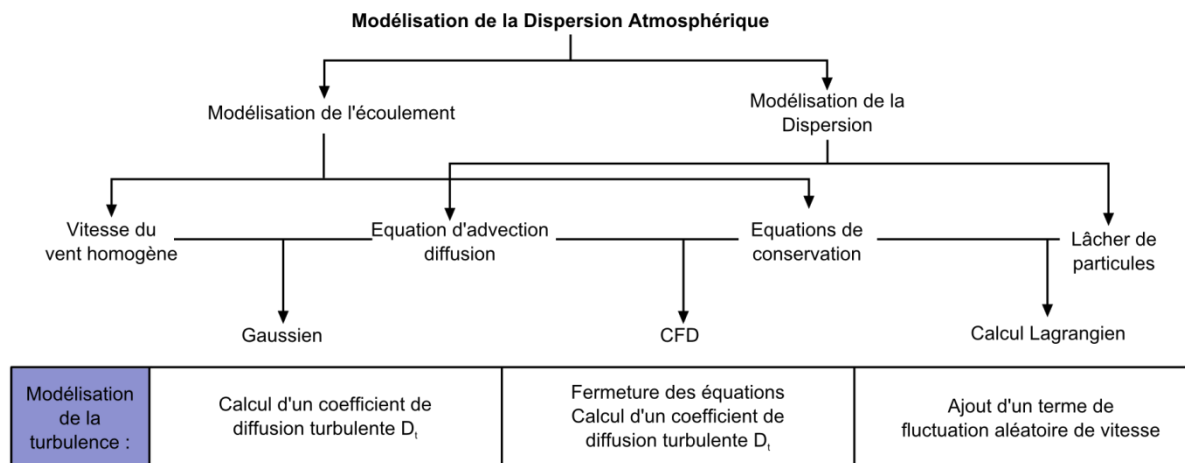 Modélisation de la Dispersion Atmosphérique
Modélisation de l'écoulement
Modélisation de la
Dispersion
Vitesse du
vent homogène
Equation d'advection
diffusion
Equations de
conservation
Lâcher de
particules
Gaussien
CFD
Calcul Lagrangien
Modélisation
de la
turbulence :
Calcul d'un coefficient de
diffusion turbulente Dt
Fermeture des équations
Calcul d'un coefficient de
diffusion turbulente Dt
Ajout d'un terme de
fluctuation aléatoire de vitesse